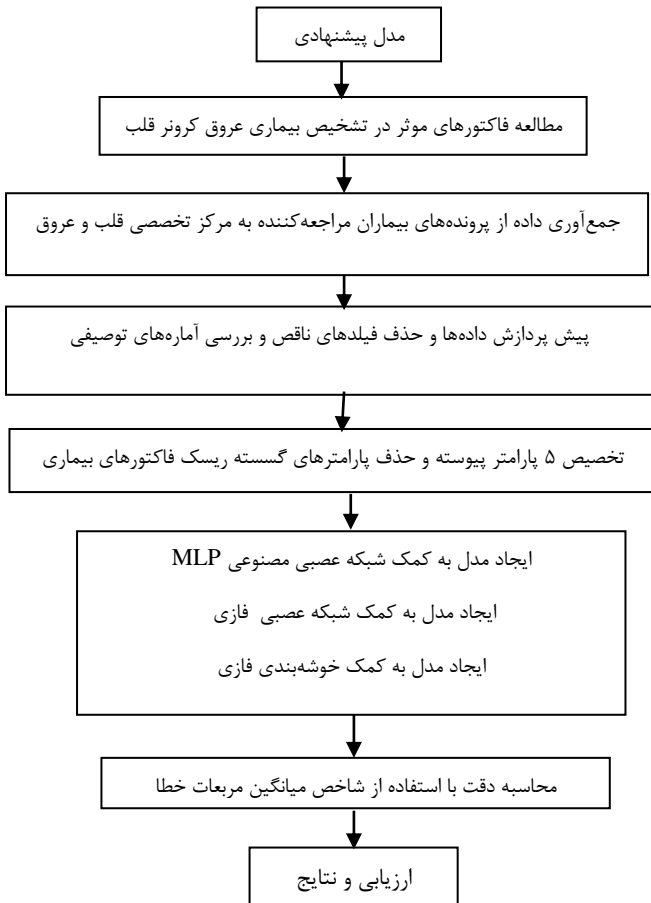 مدل پیشنهادی
مطالعه فاکتورهای موثر در تشخیص بیماری عروق کرونر قلب
جمع‌آوری داده از پرونده‌های بیماران مراجعه‌کننده به مرکز تخصصی قلب و عروق
پیش پردازش داده‌ها و حذف فیلدهای ناقص و بررسی آماره‌های توصیفی
تخصیص ۵ پارامتر پیوسته و حذف پارامترهای گسسته ریسک فاکتورهای بیماری
ایجاد مدل به کمک شبکه عصبی مصنوعی MLP
ایجاد مدل به کمک شبکه عصبی فازی
ایجاد مدل به کمک خوشه‌بندی فازی
محاسبه دقت با استفاده از شاخص میانگین مربعات خطا
ارزیابی و نتایج